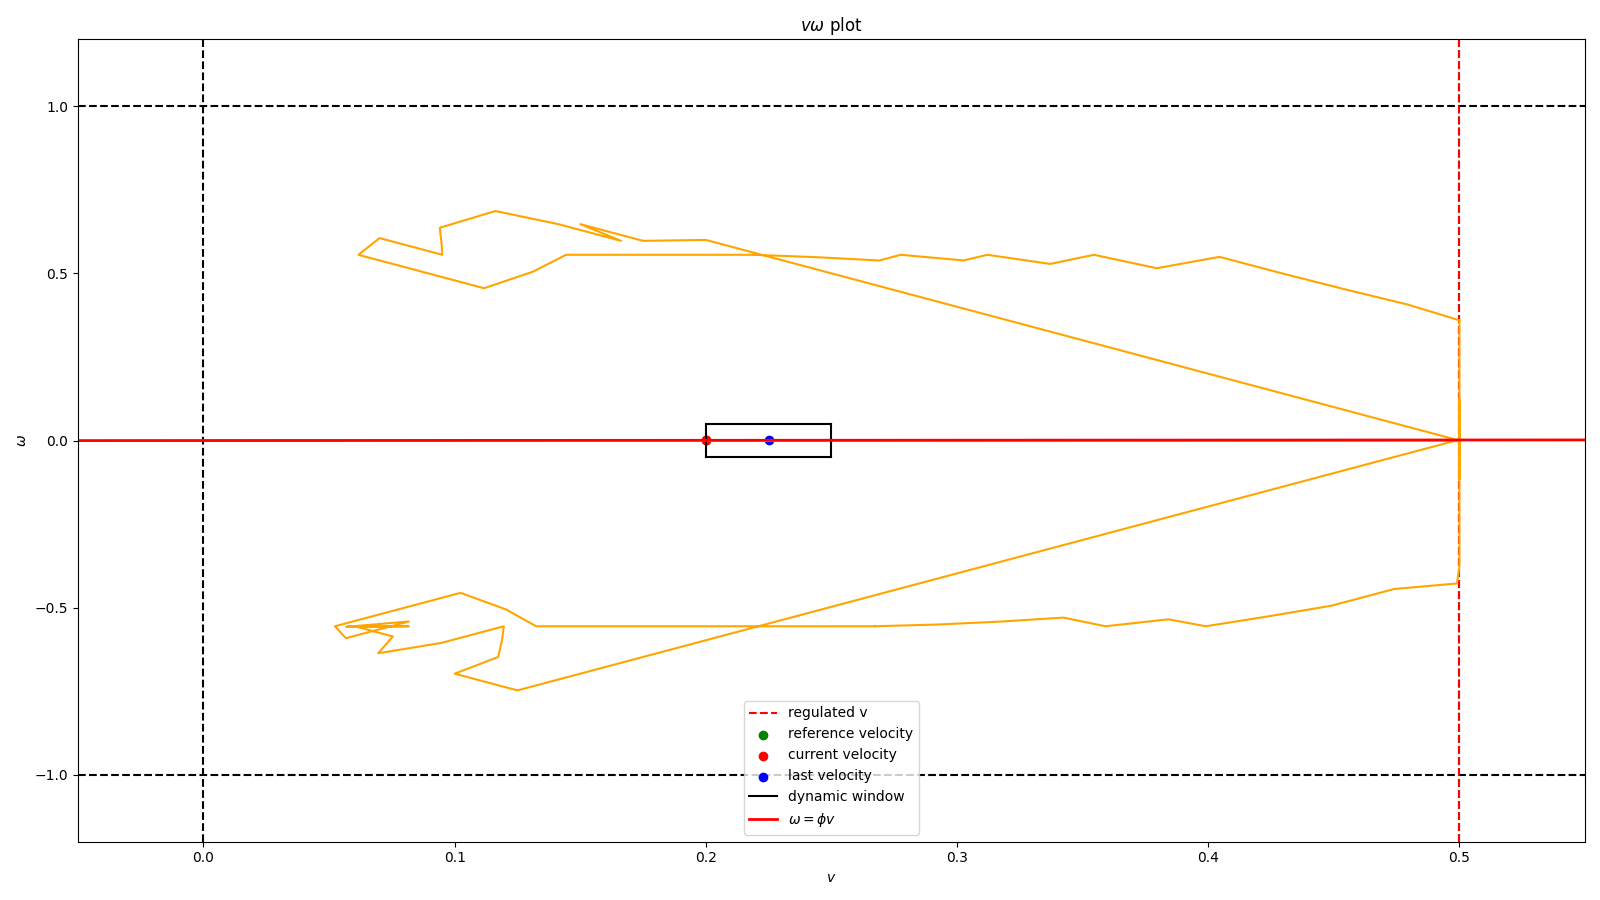 vω plot
1.0
0.5
0.0
−0.5
−1.0
ω
regulated v
reference velocity
current velocity
last velocity
dynamic window
ω = ϕv
0.0 0.1 0.2 0.3 0.4 0.5
v